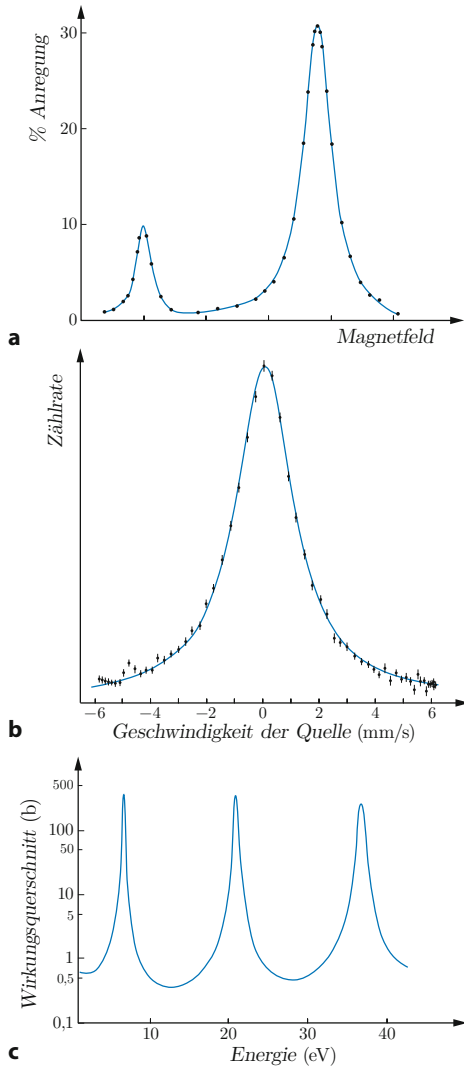 % Anregung
30
20
10
0
Magnetfeld
a
Zählrate
−6 −4 −2 0 2 4 6
Geschwindigkeit der Quelle (mm/s)
b
Wirkungsquerschnitt (b)
500
100
50
10
5
1
0,5
0,1
10 20 30 40
Energie (eV)
c